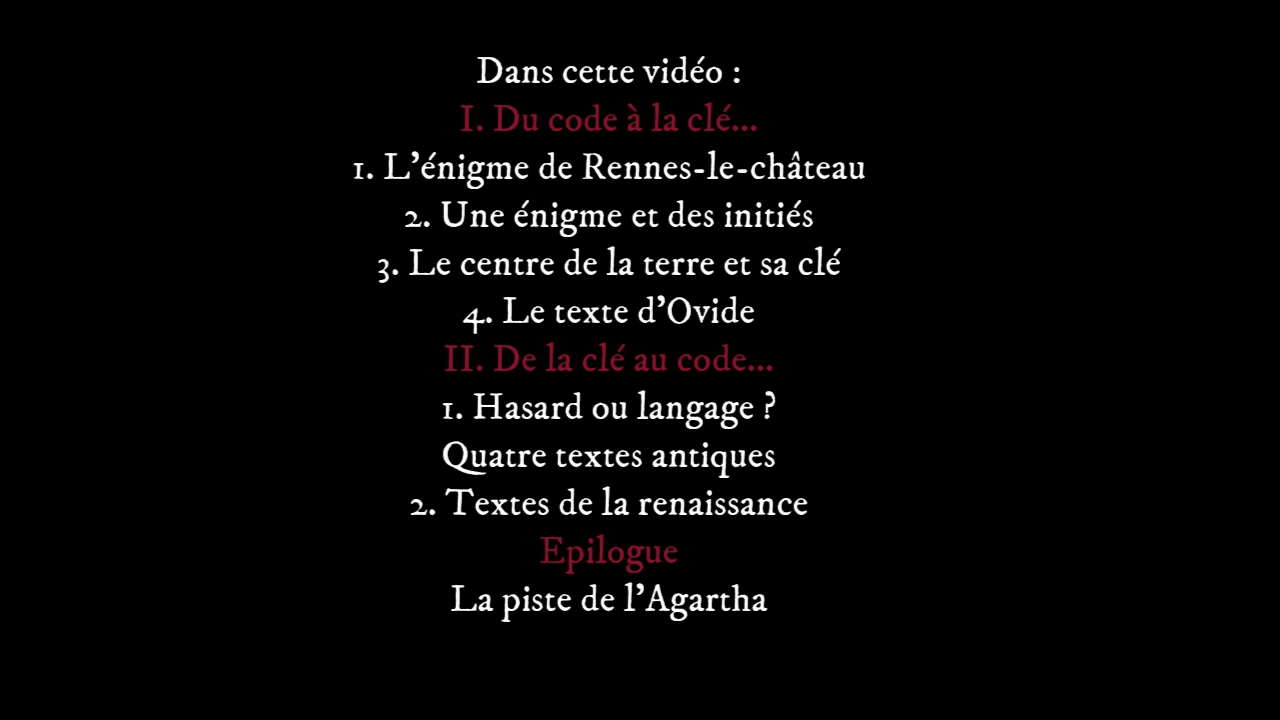 Dans cette vidéo :
I. Du code à la clé...
1. L'énigme de Rennes-le-château
2. Une énigme et des initiés
3. Le centre de la terre et sa clé
4. Le texte d'Ovide
II. De la clé au code...
1. Hasard ou langage ?
Quatre textes antiques
2. Textes de la renaissance
Epilogue
La piste de l'Agartha